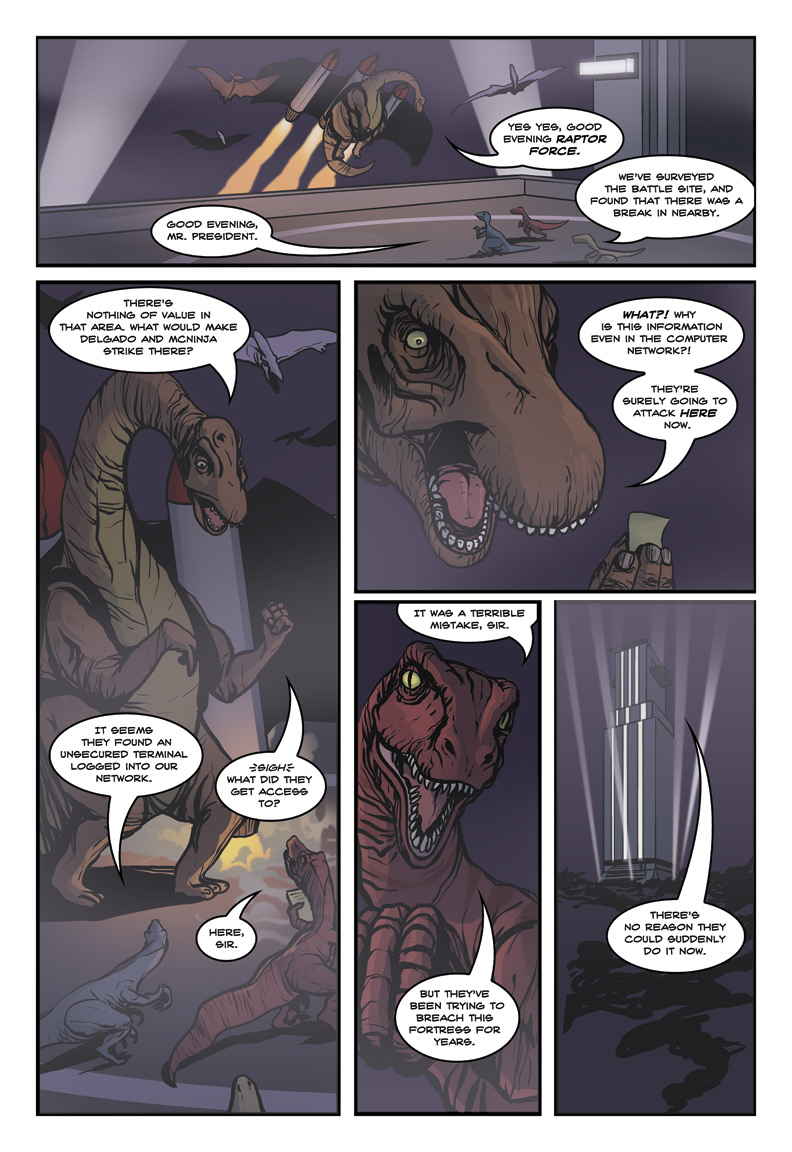 GOOD EVENING,
MR. PRESIDENT.
YES YES, GOOD
EVENING RAPTOR
FORCE.
WE'VE SURVEYED
THE BATTLE SITE, AND
FOUND THAT THERE WAS A
BREAK IN NEARBY.
THERE'S
NOTHING OF VALUE IN
THAT AREA. WHAT WOULD MAKE
DELGADO AND MCNINJA
STRIKE THERE?
IT SEEMS
THEY FOUND AN
UNSECURED TERMINAL
LOGGED INTO OUR
NETWORK.
SIGH
WHAT DID THEY
GET ACCESS
TO?
HERE,
SIR.
WHAT?! WHY
IS THIS INFORMATION
EVEN IN THE COMPUTER
NETWORK?!
THEY'RE
SURELY GOING TO
ATTACK HERE
NOW.
IT WAS A TERRIBLE
MISTAKE, SIR.
BUT THEY'VE
BEEN TRYING TO
BREACH THIS
FORTRESS FOR
YEARS.
THERE'S
NO REASON THEY
COULD SUDDENLY
DO IT NOW.